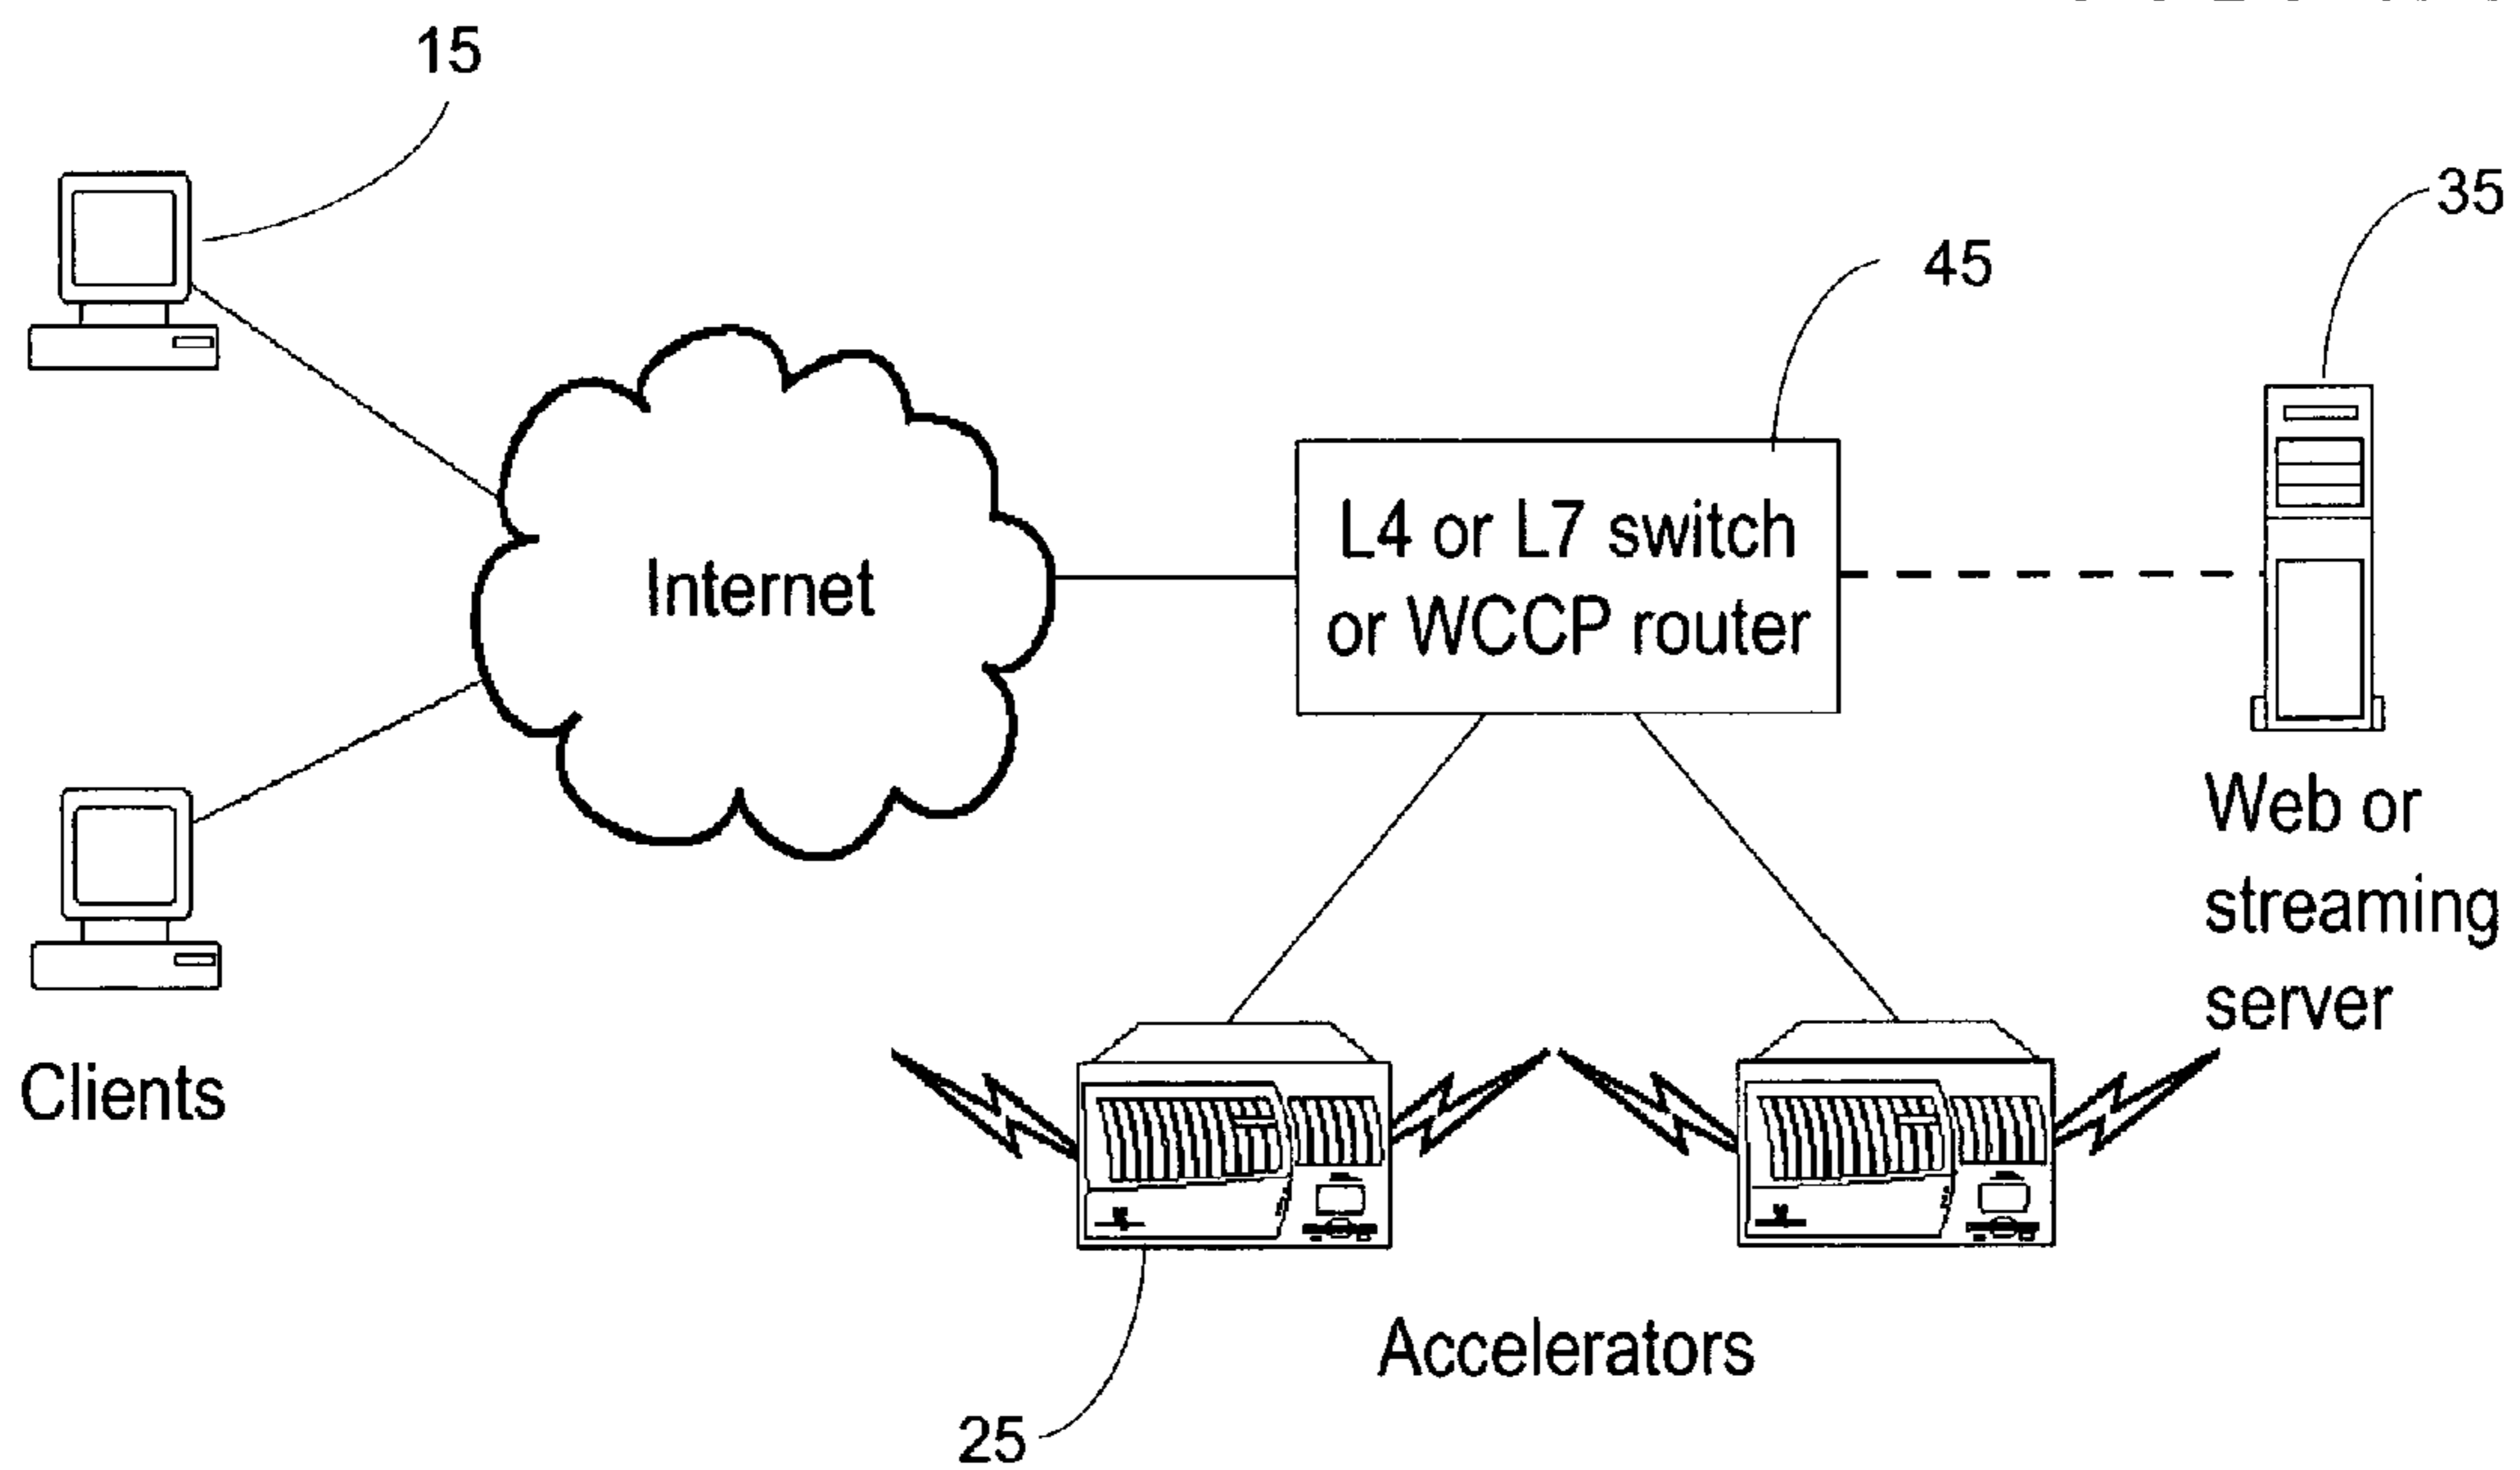 15
35
45
L4 or L7 switch
or WCCP router
Internet
Web or
streaming
server
Clients
Accelerators
25